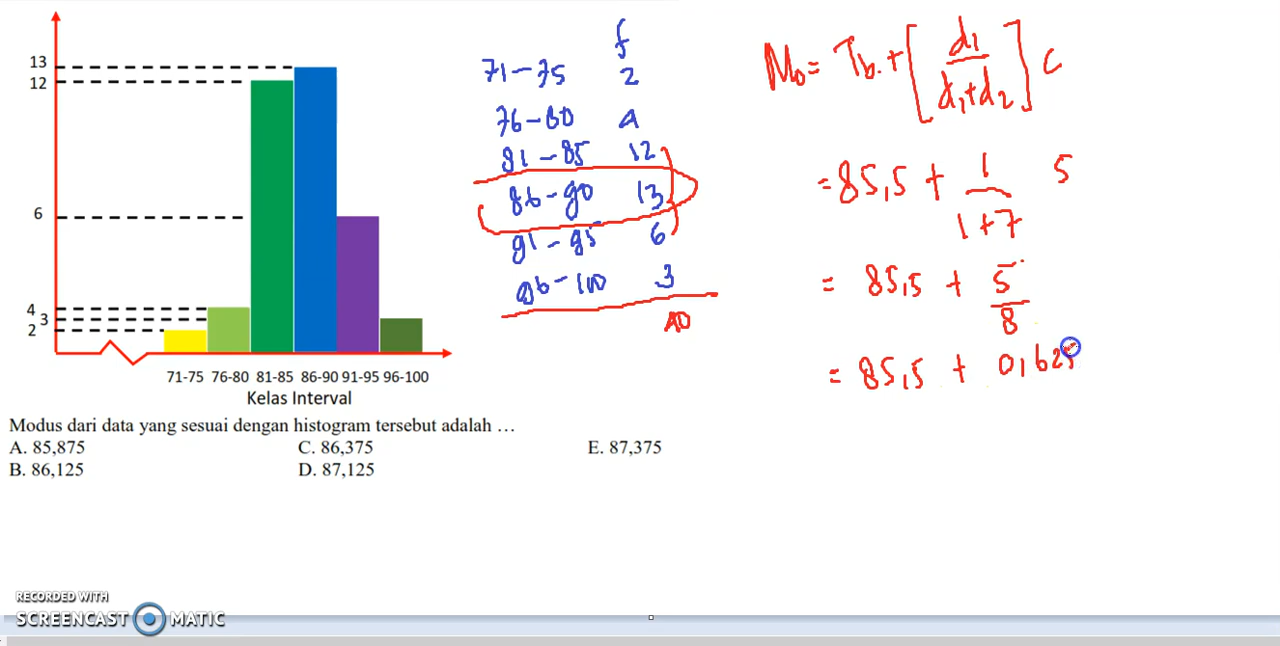 13
12
6
4
3
2
71-75 76-80 81-85 86-90 91-95 96-100
Kelas Interval
f
71-75 2
76-80 4
81-85 12
86-90 13
91-95 6
96-100 3
40
Mo = Tb + [d1/d1+d2] c
= 85,5 + 1/1+7 5
= 85,5 + 5/8
= 85,5 + 0,625
Modus dari data yang sesuai dengan histogram tersebut adalah …
A. 85,875 C. 86,375 E. 87,375
B. 86,125 D. 87,125
RECORDED WITH
SCREENCAST MATIC